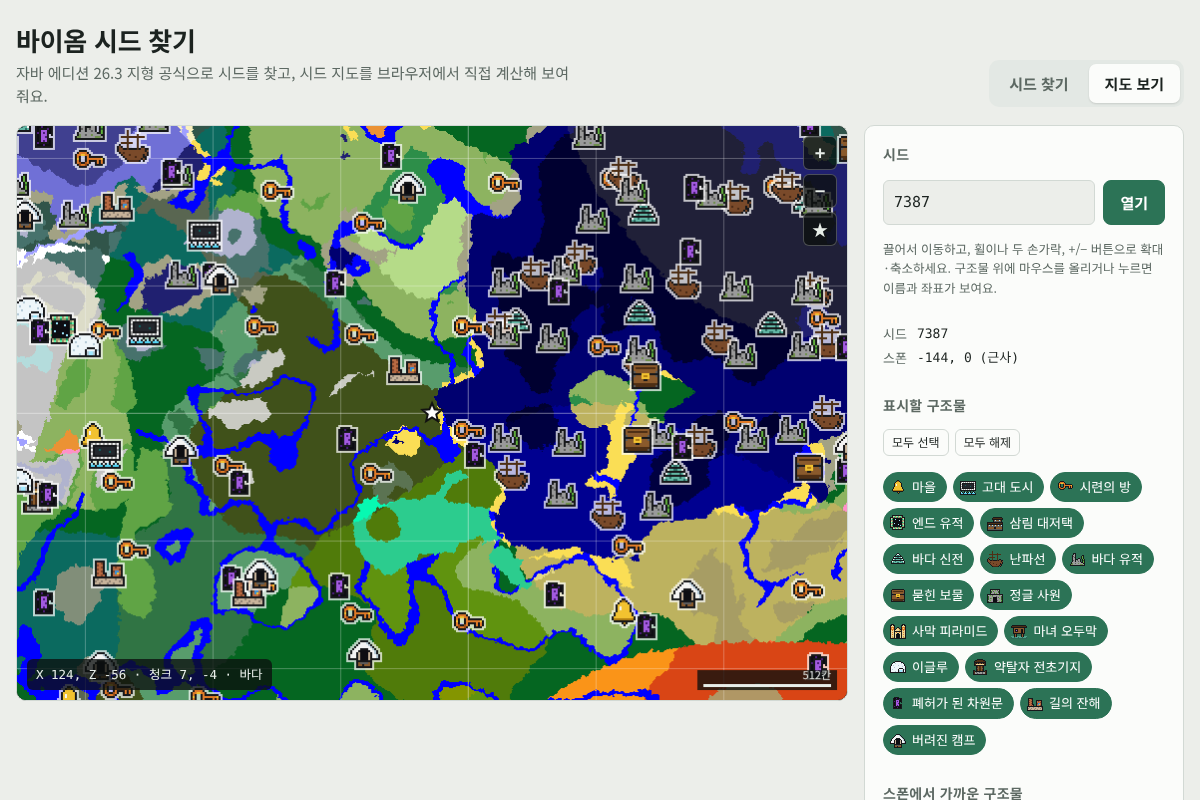 바이옴 시드 찾기
자바 에디션 26.3 지형 공식으로 시드를 찾고, 시드 지도를 브라우저에서 직접 계산해 보여
줘요.
시드 찾기
지도 보기
+
−
★
X 124, Z -56 · 청크 7, -4 · 바다
512칸
시드
7387
열기
끌어서 이동하고, 휠이나 두 손가락, +/− 버튼으로 확대
·축소하세요. 구조물 위에 마우스를 올리거나 누르면
이름과 좌표가 보여요.
시드 7387
스폰 -144, 0 (근사)
표시할 구조물
모두 선택 모두 해제
마을 고대 도시 시련의 방
엔드 유적 삼림 대저택
바다 신전 난파선 바다 유적
묻힌 보물 정글 사원
사막 피라미드 마녀 오두막
이글루 약탈자 전초기지
폐허가 된 차원문 길의 잔해
버려진 캠프
스폰에서 가까운 구조물